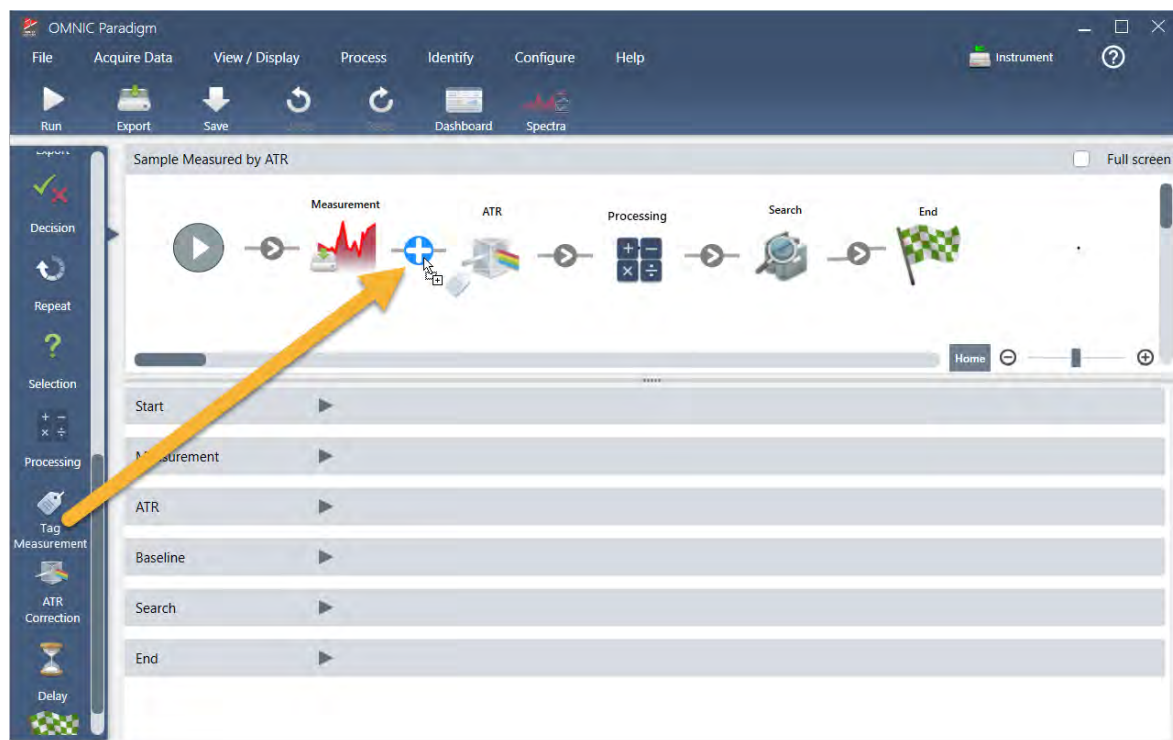 OMNIC Paradigm
File Acquire Data View / Display Process Identify Configure Help Instrument
Run Export Save Dashboard Spectra
Export
Sample Measured by ATR Full screen
Decision
Repeat
Selection
Processing
Tag
Measurement
ATR
Correction
Delay
Measurement ATR Processing Search End
Home
Start
Measurement
ATR
Baseline
Search
End